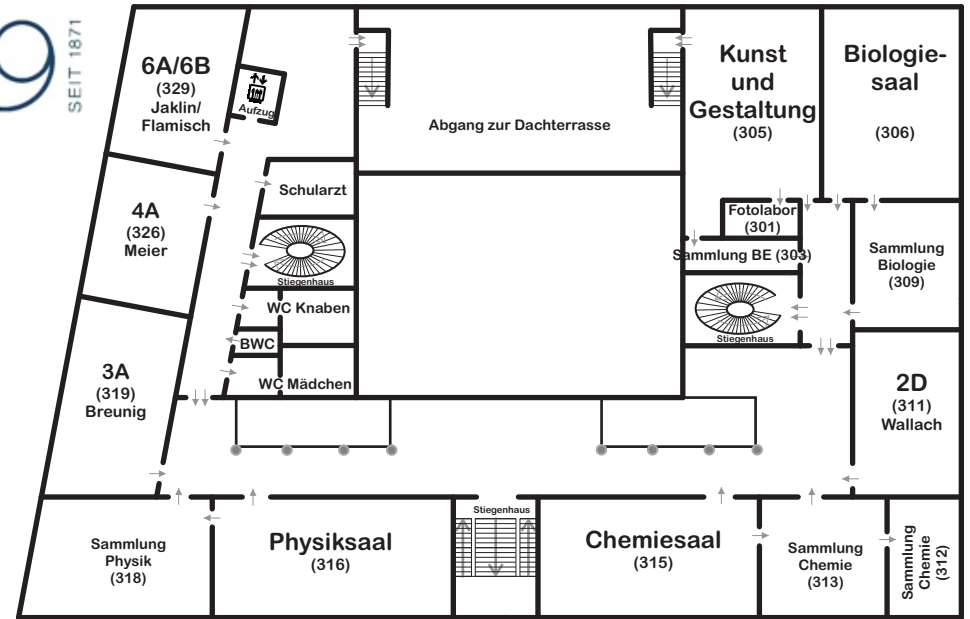 9
SEIT 1871
6A/6B
(329)
Jaklin/
Flamisch
Aufzug
Abgang zur Dachterrasse
Kunst
und
Gestaltung
(305)
Biologie-
saal
(306)
4A
(326)
Meier
Schularzt
Stiegenhaus
Fotolabor
(301)
Sammlung BE (303)
Sammlung
Biologie
(309)
WC Knaben
Stiegenhaus
BWC
WC Mädchen
3A
(319)
Breunig
2D
(311)
Wallach
Sammlung
Physik
(318)
Physiksaal
(316)
Stiegenhaus
Chemiesaal
(315)
Sammlung
Chemie
(313)
Sammlung
Chemie
(312)